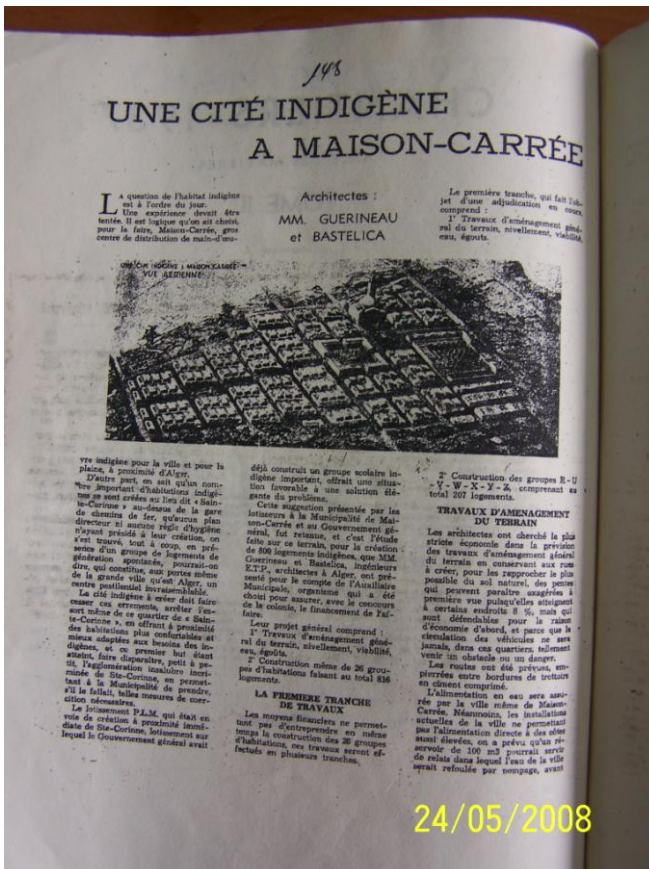 148
UNE CITÉ INDIGÈNE
A MAISON-CARRÉE
LA question de l'habitat indigène
est à l'ordre du jour.
Une expérience devait être
tentée. Il est logique qu'on ait choisi,
pour la faire, Maison-Carrée, gros
centre de distribution de main-d'œu-
Architectes :
MM. GUERINEAU
et BASTELICA
Le première tranche, qui fait l'ob-
jet d'une adjudication en cours,
comprend :
1° Travaux d'aménagement géné-
ral du terrain, nivellement, viabilité,
eau, égouts.
UNE CITÉ INDIGÈNE A MAISON CARRÉE
VUE AERIENNE
vre indigène pour la ville et pour la
plaine, à proximité d'Alger.
D'autre part, on sait qu'un nom-
bre important d'habitations indigè-
nes se sont créées au lieu dit « Sain-
te-Corinne » au-dessus de la gare
de chemins de fer, qu'aucun plan
directeur ni aucune règle d'hygiène
n'ayant présidé à leur création, on
s'est trouvé, tout à coup, en pré-
sence d'un groupe de logements de
génération spontanée, pourrait-on
dire, qui constitue, aux portes même
de la grande ville qu'est Alger, un
centre pestilentiel invraisemblable.
La cité indigène à créer doit faire
cesser ces errements, arrêter l'es-
sort même de ce quartier de « Sain-
te-Corinne », en offrant à proximité
des habitations plus confortables et
mieux adaptées aux besoins des in-
digènes, et ce premier but étant
atteint, faire disparaître, petit à pe-
tit, l'agglomération insalubre incri-
minée de Ste-Corinne, en permet-
tant à la Municipalité de prendre,
s'il le fallait, telles mesures de coer-
cition nécessaires.
Le lotissement P.L.M. qui était en
voie de création à proximité immé-
diate de Ste-Corinne, lotissement sur
lequel le Gouvernement général avait
déjà construit un groupe scolaire in-
digène important, offrait une situa-
tion favorable à une solution élé-
gante du problème.
Cette suggestion présentée par les
lotisseurs à la Municipalité de Mai-
son-Carrée et au Gouvernement gé-
néral, fut retenue, et c'est l'étude
faite sur ce terrain, pour la création
de 800 logements indigènes, que MM.
Guerineau et Bastelica, ingénieurs
E.T.P., architectes à Alger, ont pré-
senté pour le compte de l'Auxiliaire
Municipale, organisme qui a été
choisi pour assurer, avec le concours
de la colonie, le financement de l'af-
faire.
Leur projet général comprend :
1° Travaux d'aménagement géné-
ral du terrain, nivellement, viabilité,
eau, égouts.
2° Construction même de 26 grou-
pes d'habitations faisant au total 816
logements.
LA PREMIERE TRANCHE
DE TRAVAUX
Les moyens financiers ne permet-
tant pas d'entreprendre en même
temps la construction des 26 groupes
d'habitations, ces travaux seront ef-
fectués en plusieurs tranches.
2° Construction des groupes R - U
- V - W - X - Y - Z, comprenant au
total 207 logements.
TRAVAUX D'AMENAGEMENT
DU TERRAIN
Les architectes ont cherché la plus
stricte économie dans la prévision
des travaux d'aménagement général
du terrain en conservant aux rues
à créer, pour les rapprocher le plus
possible du sol naturel, des pentes
qui peuvent paraître exagérées à
première vue puisqu'elles atteignent
à certains endroits 8 %, mais qui
sont défendables pour la raison
d'économie d'abord, et parce que la
circulation des véhicules ne sera
jamais, dans ces quartiers, tellement
venir un obstacle ou un danger.
Les routes ont été prévues, em-
pierrées entre bordures de trottoirs
en ciment comprimé.
L'alimentation en eau sera assu-
rée par la ville même de Maison-
Carrée. Néanmoins, les installations
actuelles de la ville ne permettant
pas l'alimentation directe à des côtes
aussi élevées, on a prévu qu'un ré-
servoir de 100 m3 pourrait servir
de relais dans lequel l'eau de la ville
serait refoulée par pompage, avant
24/05/2008